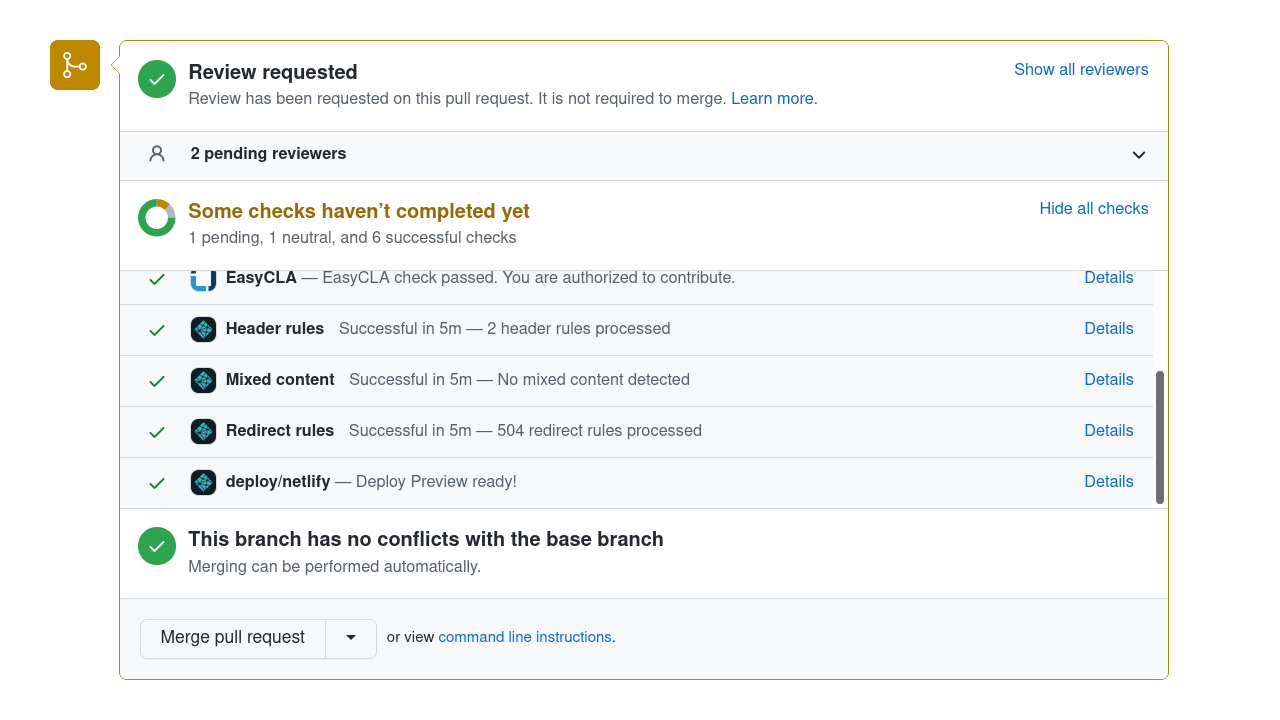 Review requested
Show all reviewers
Review has been requested on this pull request. It is not required to merge. Learn more.
2 pending reviewers
Some checks haven’t completed yet
Hide all checks
1 pending, 1 neutral, and 6 successful checks
EasyCLA — EasyCLA check passed. You are authorized to contribute. Details
Header rules Successful in 5m — 2 header rules processed Details
Mixed content Successful in 5m — No mixed content detected Details
Redirect rules Successful in 5m — 504 redirect rules processed Details
deploy/netlify — Deploy Preview ready! Details
This branch has no conflicts with the base branch
Merging can be performed automatically.
Merge pull request or view command line instructions.